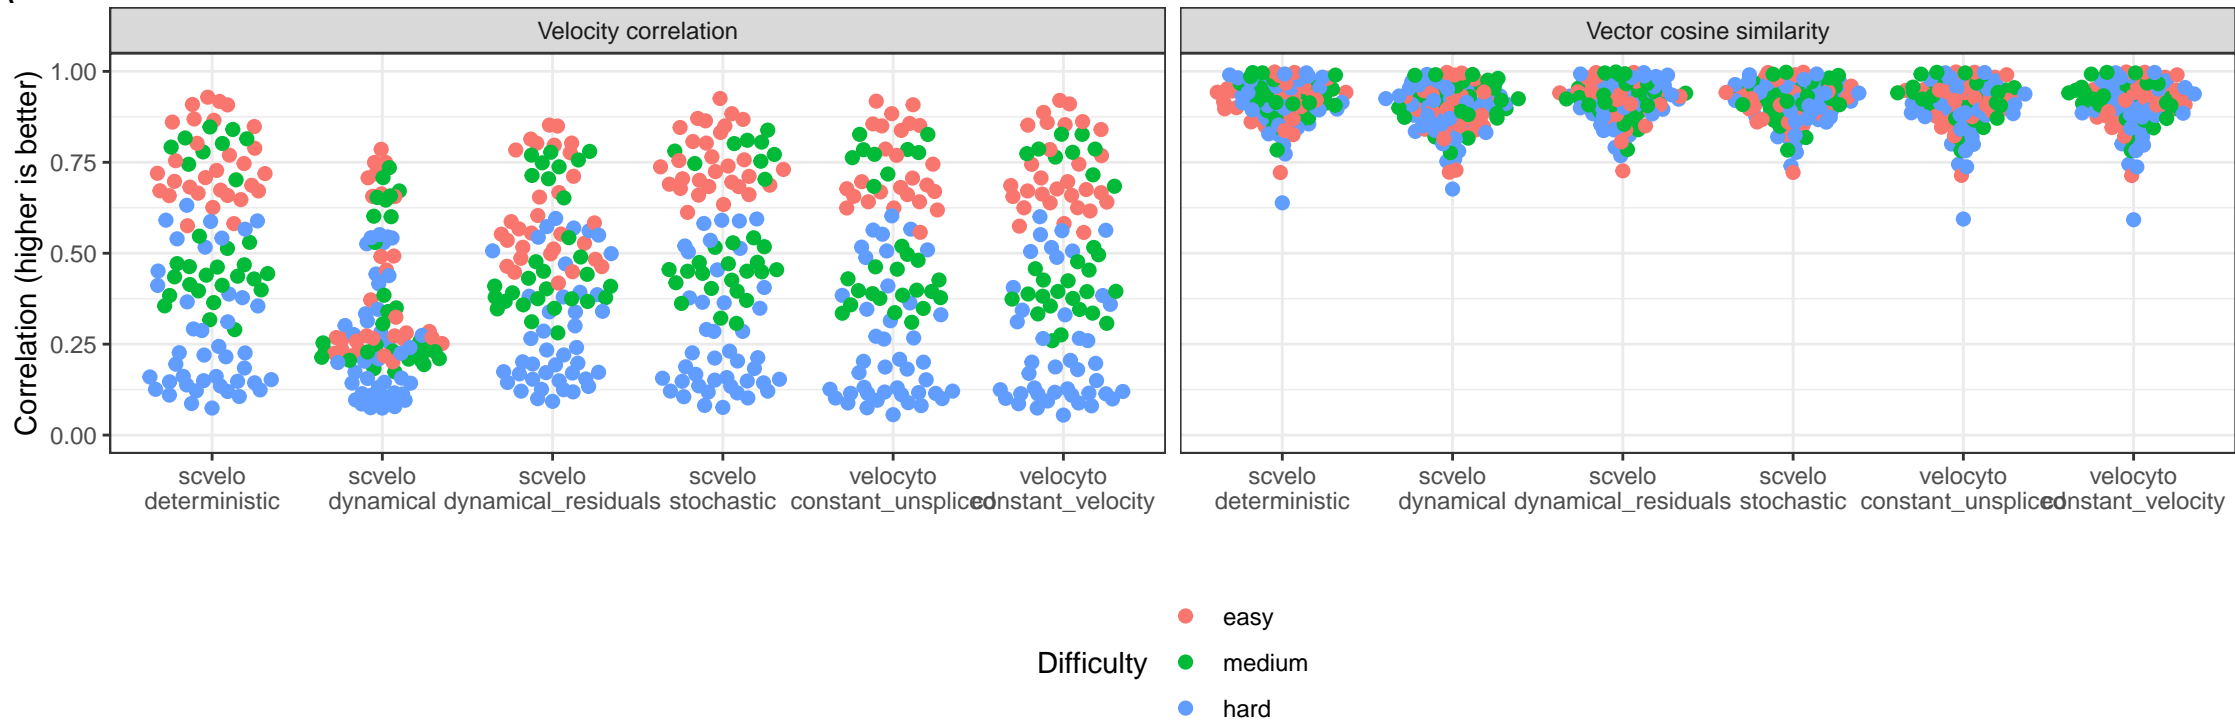 Velocity correlation
Vector cosine similarity
Correlation (higher is better)
1.00
0.75
0.50
0.25
0.00
scvelo
deterministic
scvelo
dynamical
scvelo
dynamical_residuals
scvelo
stochastic
velocyto
constant_unspliced
velocyto
constant_velocity
scvelo
deterministic
scvelo
dynamical
scvelo
dynamical_residuals
scvelo
stochastic
velocyto
constant_unspliced
velocyto
constant_velocity
Difficulty
easy
medium
hard